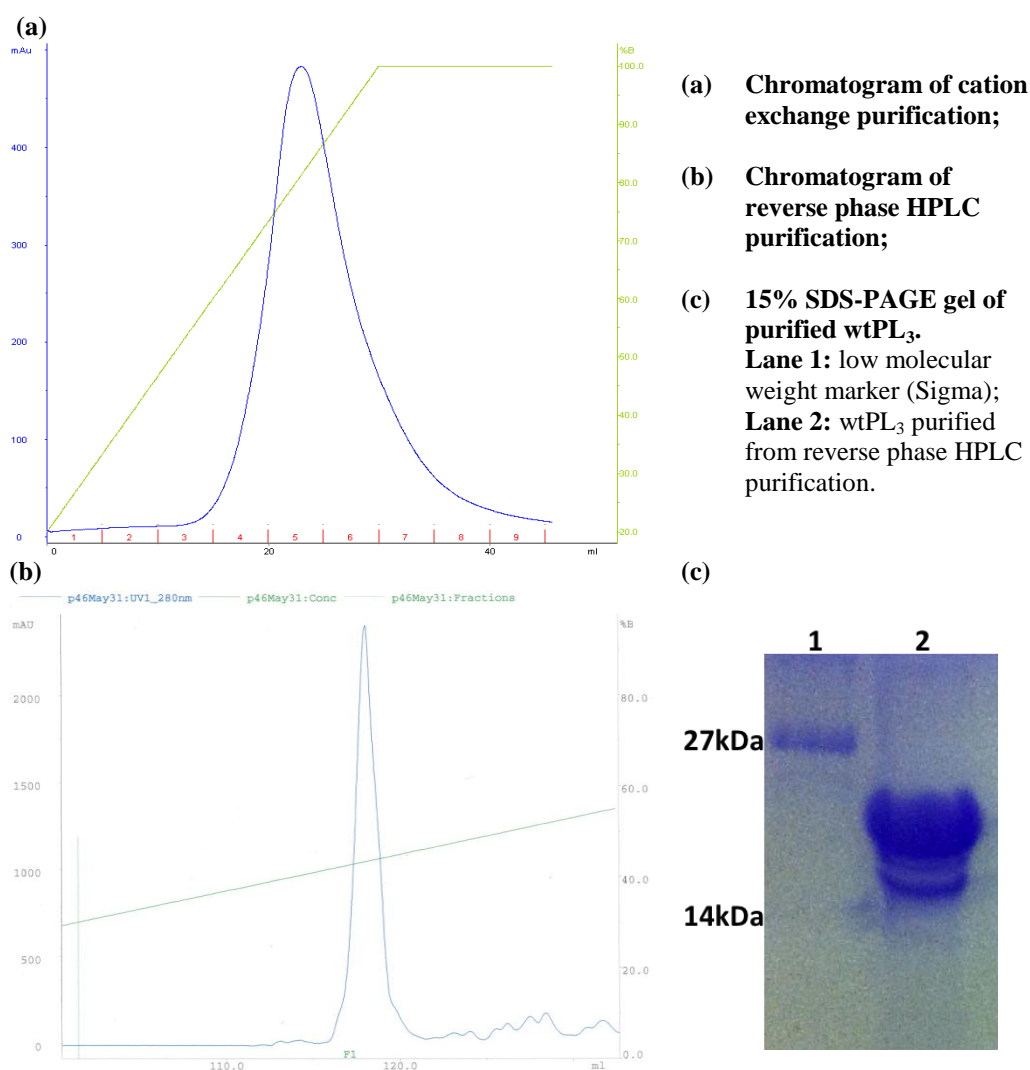 (a)
mAu
%B
400
300
200
100
0
100.0
90.0
80.0
70.0
60.0
50.0
40.0
30.0
20.0
1 2 3 4 5 6 7 8 9
0 20 40 ml
(a) Chromatogram of cation
exchange purification;
(b) Chromatogram of
reverse phase HPLC
purification;
(c) 15% SDS-PAGE gel of
purified wtPL₃.
Lane 1: low molecular
weight marker (Sigma);
Lane 2: wtPL₃ purified
from reverse phase HPLC
purification.
(b)
p46May31:UV1_280nm p46May31:Conc p46May31:Fractions
mAU
%B
2000
1500
1000
500
0
80.0
60.0
40.0
20.0
0.0
F1
110.0 120.0 ml
(c)
1 2
27kDa
14kDa